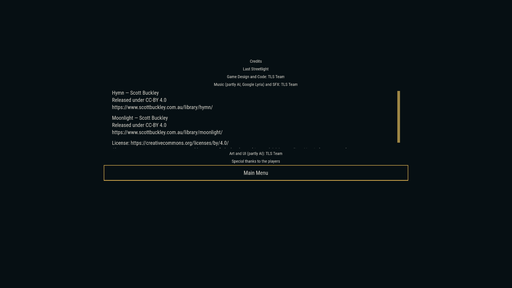 Credits
Last Streetlight
Game Design and Code: TLS Team
Music (partly AI, Google Lyria) and SFX: TLS Team
Hymn — Scott Buckley
Released under CC-BY 4.0
https://www.scottbuckley.com.au/library/hymn/
Moonlight — Scott Buckley
Released under CC-BY 4.0
https://www.scottbuckley.com.au/library/moonlight/
License: https://creativecommons.org/licenses/by/4.0/
Art and UI (partly AI): TLS Team
Special thanks to the players
Main Menu